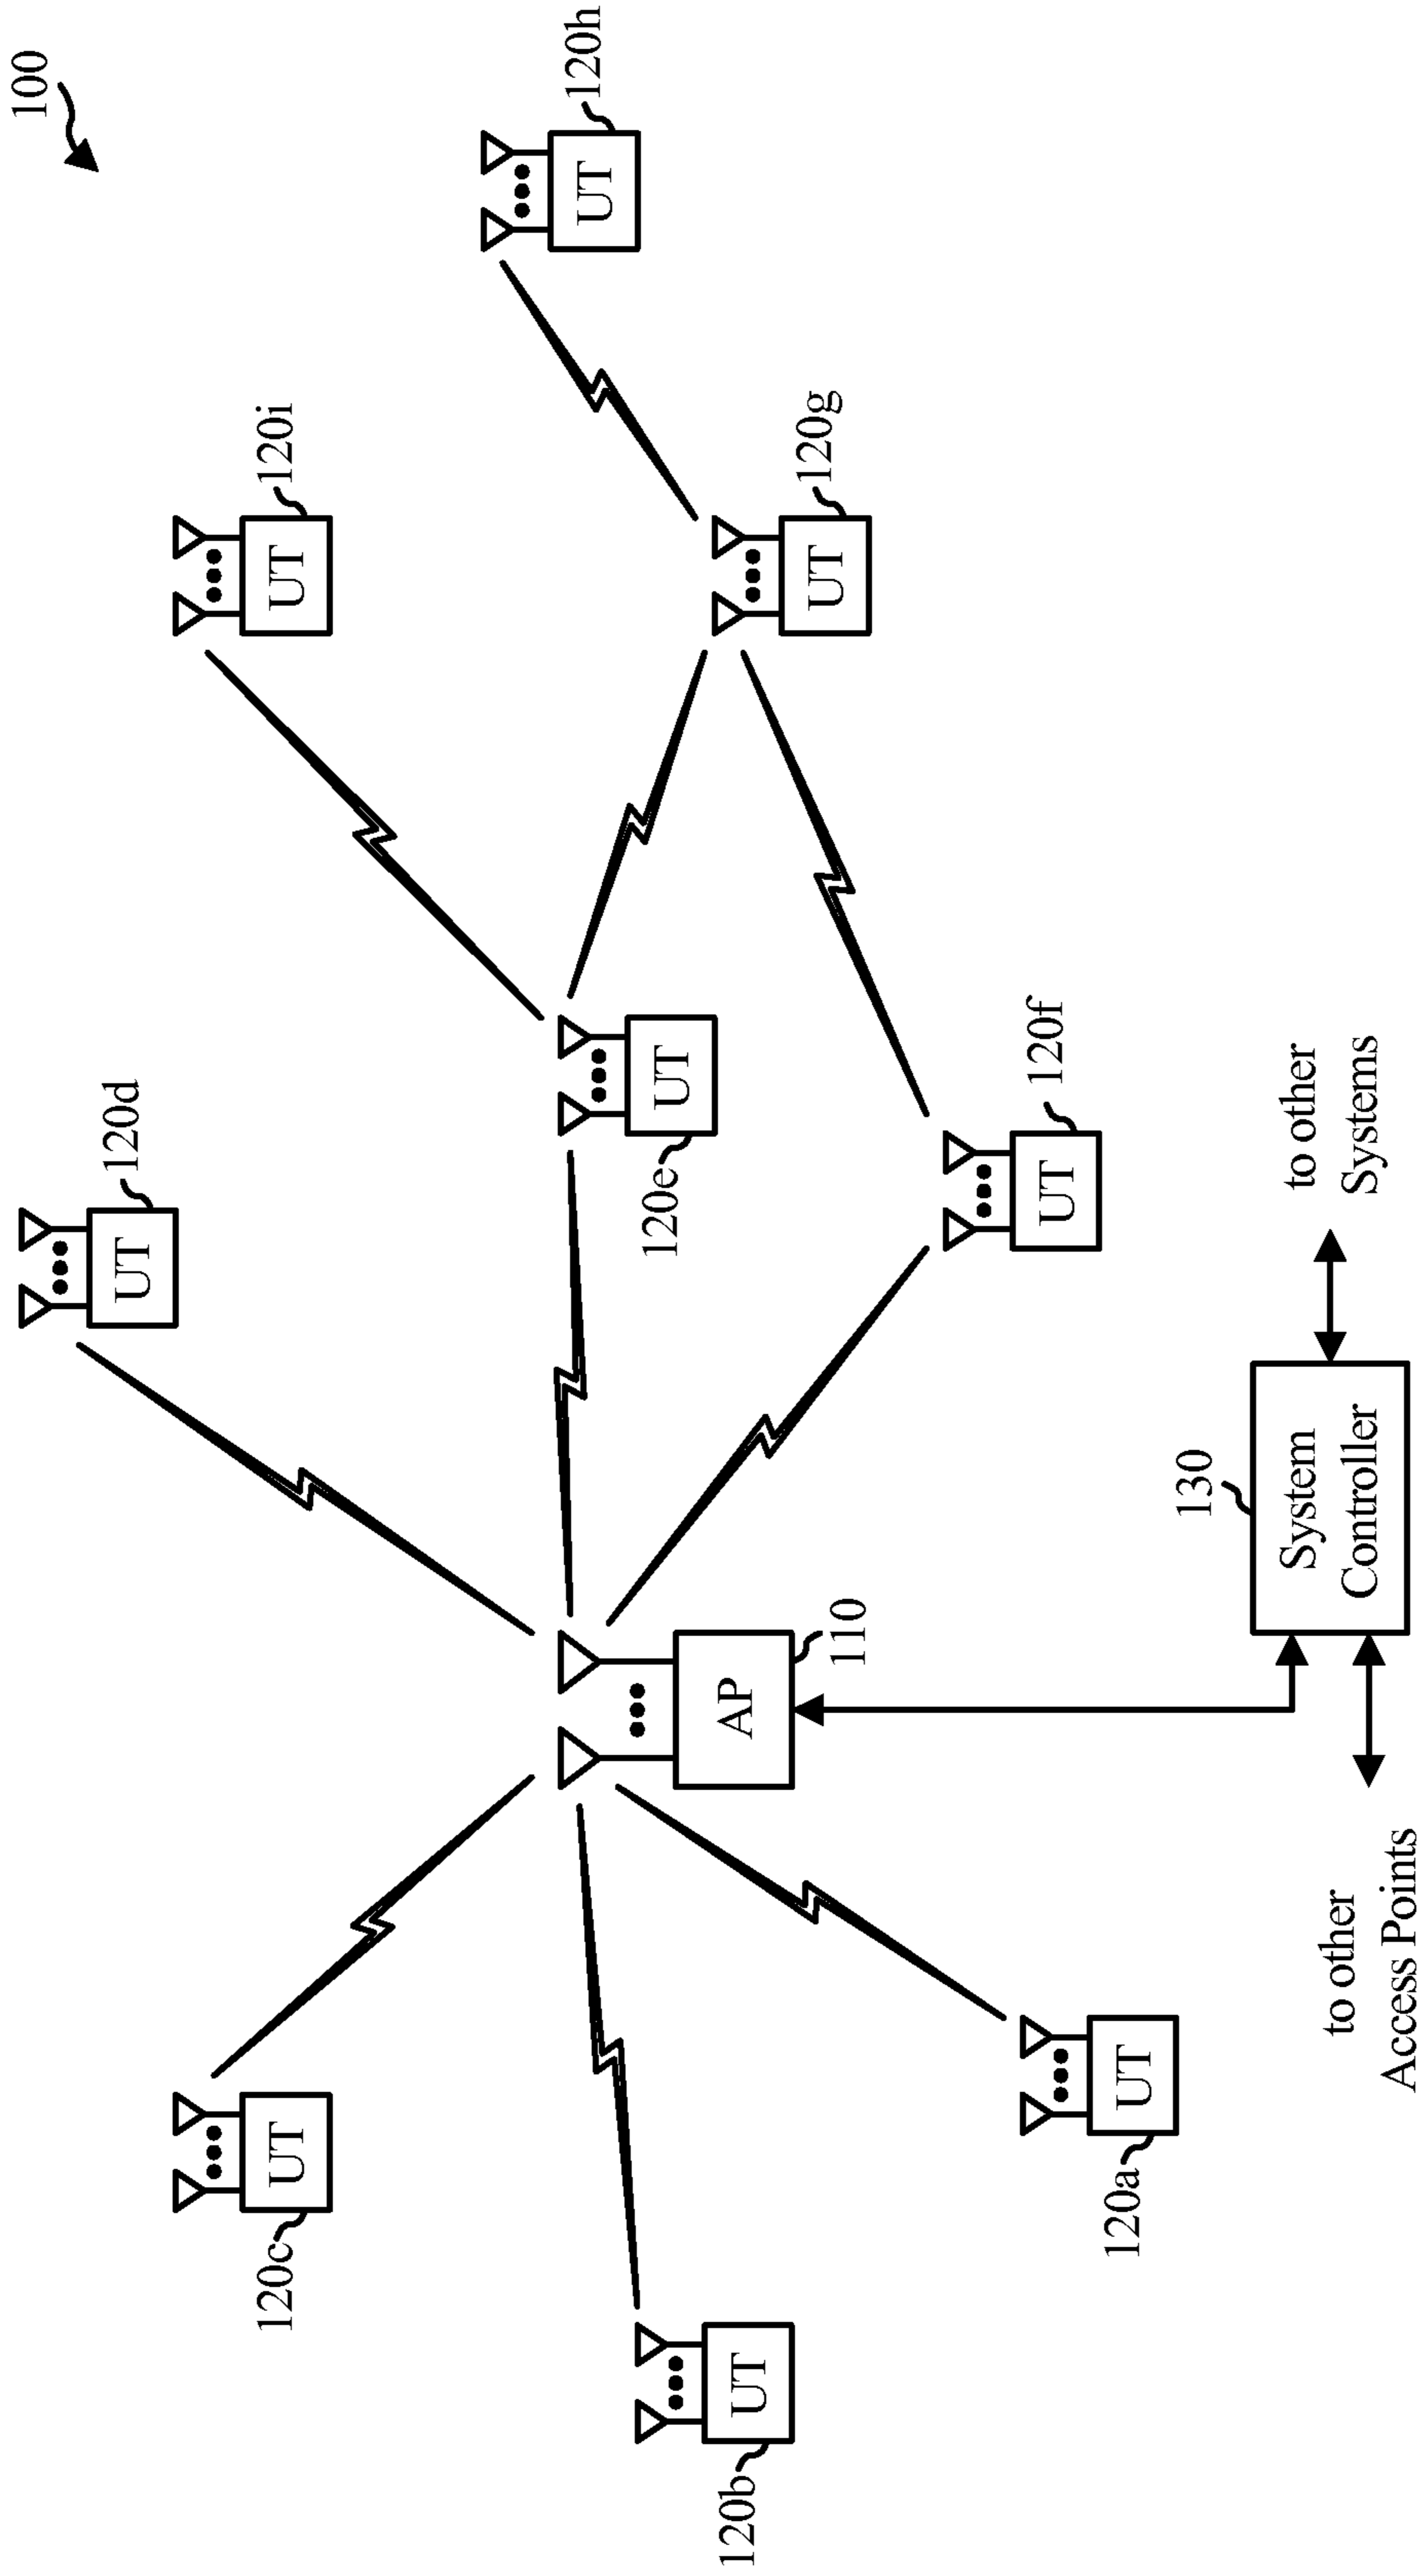 100
UT
120d
UT
120c
UT
120i
UT
120h
UT
120e
AP
110
UT
120b
UT
120g
UT
120f
UT
120a
130
System
Controller
to other
Systems
to other
Access Points